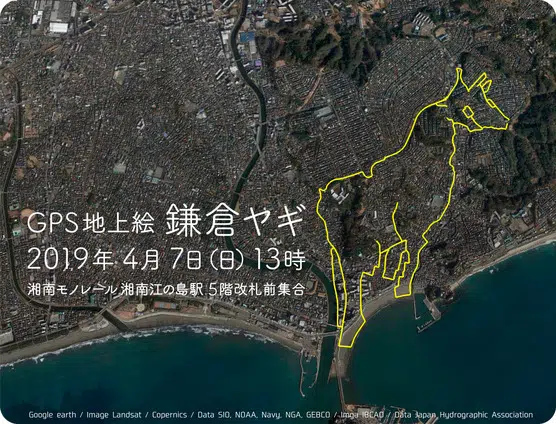 GPS地上絵 鎌倉ヤギ
2019年 4月 7日(日) 13時
湘南モノレール湘南江の島駅 5階改札前集合
Google earth / Image Landsat / Copernics / Data SIO, NOAA, Navy, NGA, GEBCO / Imga IBCAO / Data Japan Hydrographic Association